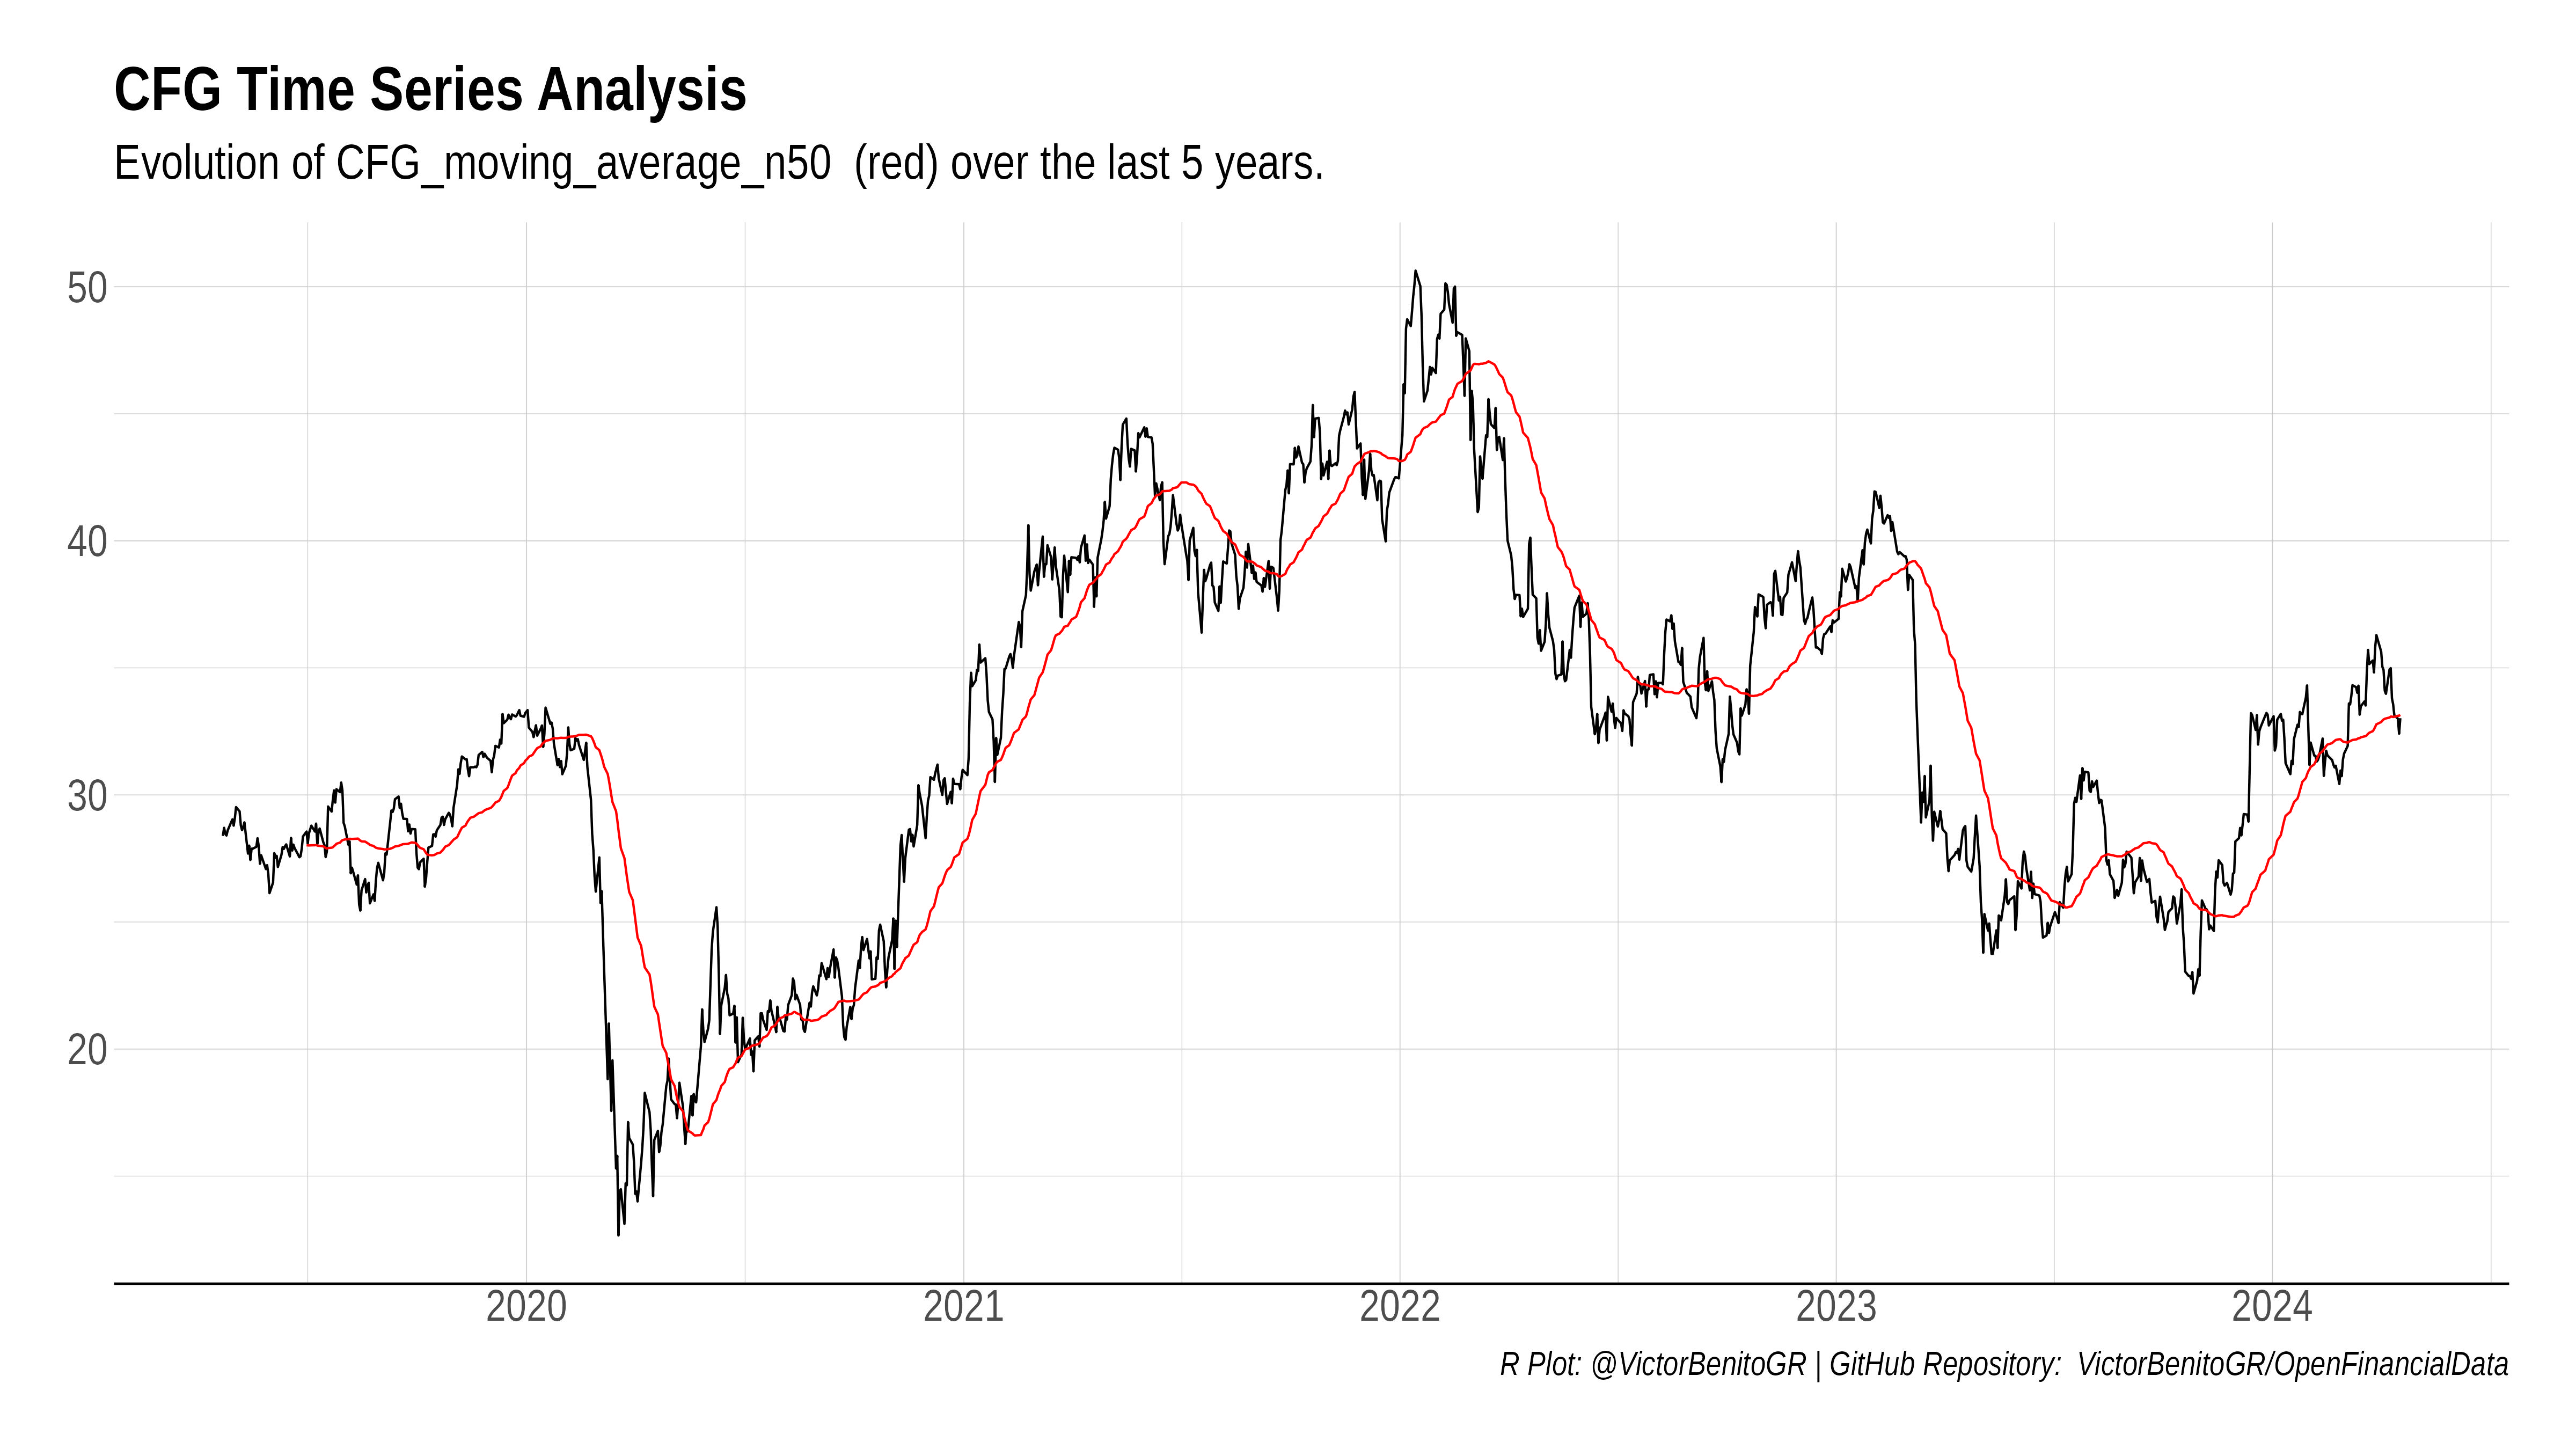 CFG Time Series Analysis
Evolution of CFG_moving_average_n50  (red) over the last 5 years.
50
40
30
20
2020 2021 2022 2023 2024
R Plot: @VictorBenitoGR | GitHub Repository:  VictorBenitoGR/OpenFinancialData